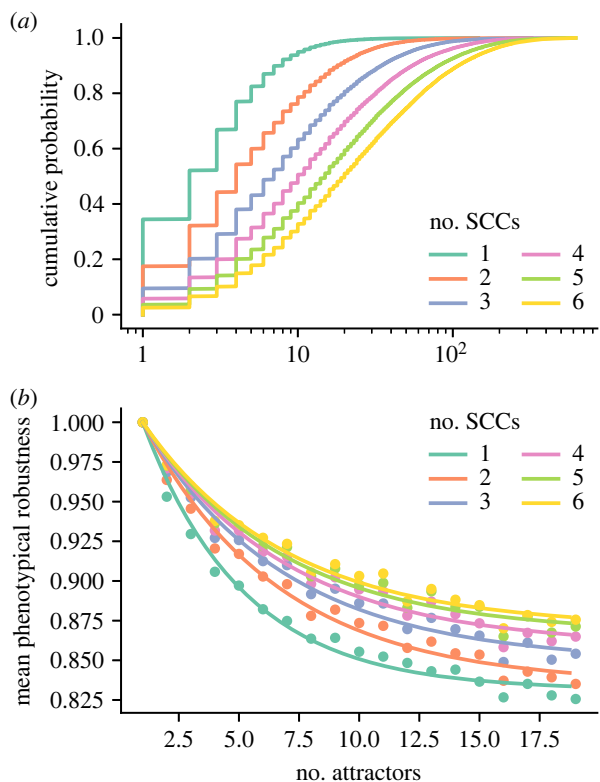 (a)
cumulative probability
1.0
0.8
0.6
0.4
0.2
0
no. SCCs
1 4
2 5
3 6
1 10 10²
(b)
mean phenotypical robustness
1.000
0.975
0.950
0.925
0.900
0.875
0.850
0.825
no. SCCs
1 4
2 5
3 6
2.5 5.0 7.5 10.0 12.5 15.0 17.5
no. attractors